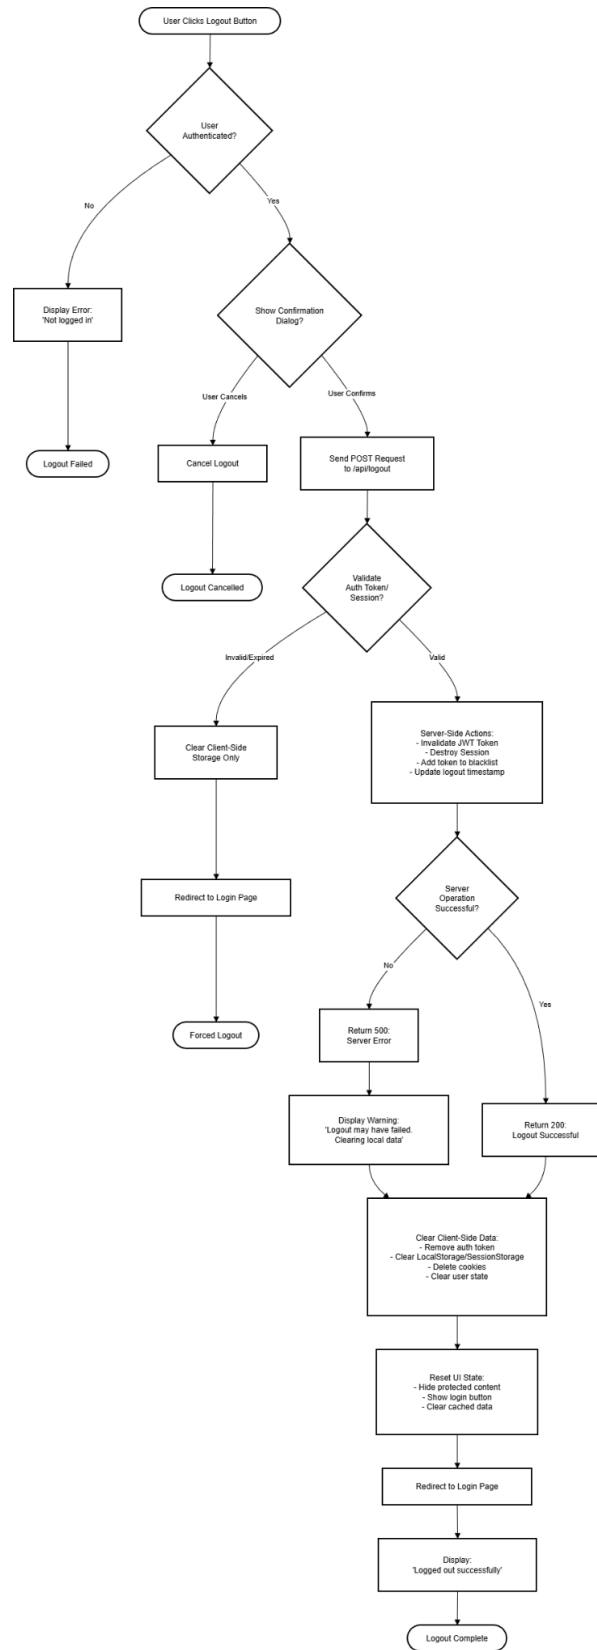 User Clicks Logout Button
User
Authenticated?
No
Yes
Display Error:
'Not logged in'
Show Confirmation
Dialog?
User Cancels
User Confirms
Logout Failed
Cancel Logout
Send POST Request
to /api/logout
Logout Cancelled
Validate
Auth Token/
Session?
Invalid/Expired
Valid
Clear Client-Side
Storage Only
Server-Side Actions:
- Invalidate JWT Token
- Destroy Session
- Add token to blacklist
- Update logout timestamp
Redirect to Login Page
Server
Operation
Successful?
No
Yes
Forced Logout
Return 500:
Server Error
Display Warning:
'Logout may have failed.
Clearing local data'
Return 200:
Logout Successful
Clear Client-Side Data:
- Remove auth token
- Clear LocalStorage/SessionStorage
- Delete cookies
- Clear user state
Reset UI State:
- Hide protected content
- Show login button
- Clear cached data
Redirect to Login Page
Display:
'Logged out successfully'
Logout Complete